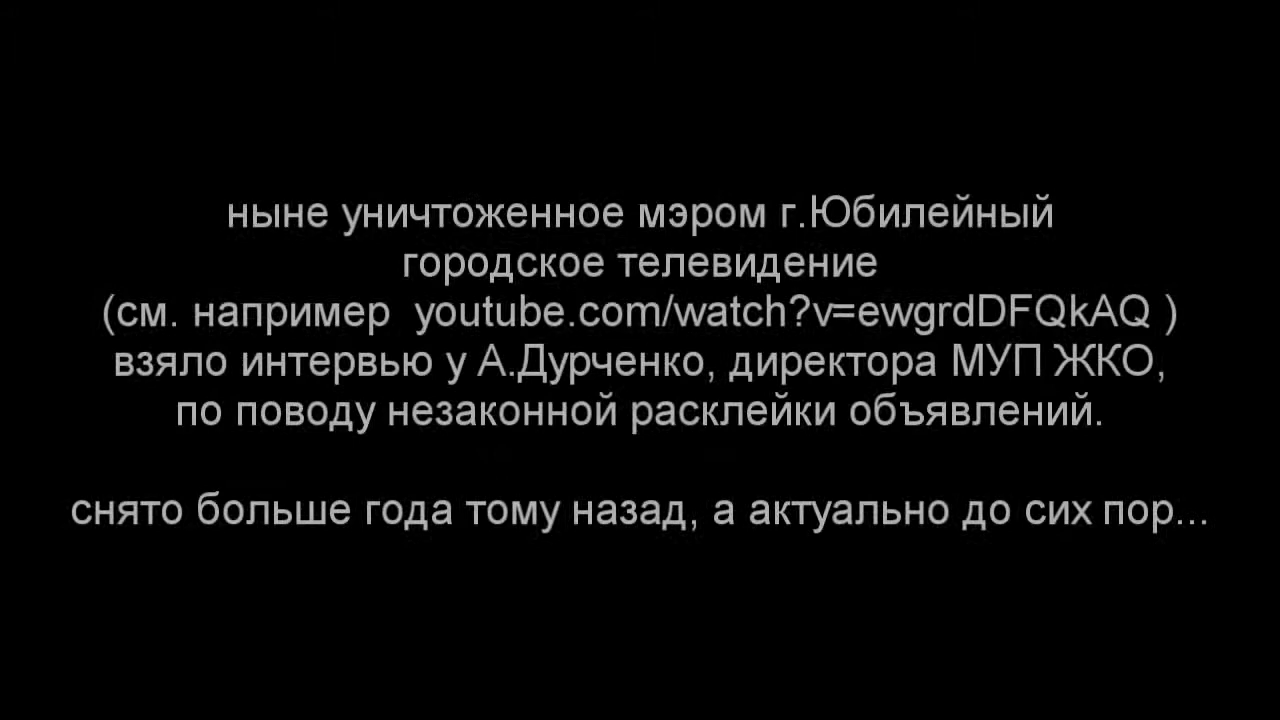 ныне уничтоженное мэром г.Юбилейный
городское телевидение
(см. например  youtube.com/watch?v=ewgrdDFQkAQ )
взяло интервью у А.Дурченко, директора МУП ЖКО,
по поводу незаконной расклейки объявлений.
снято больше года тому назад, а актуально до сих пор...